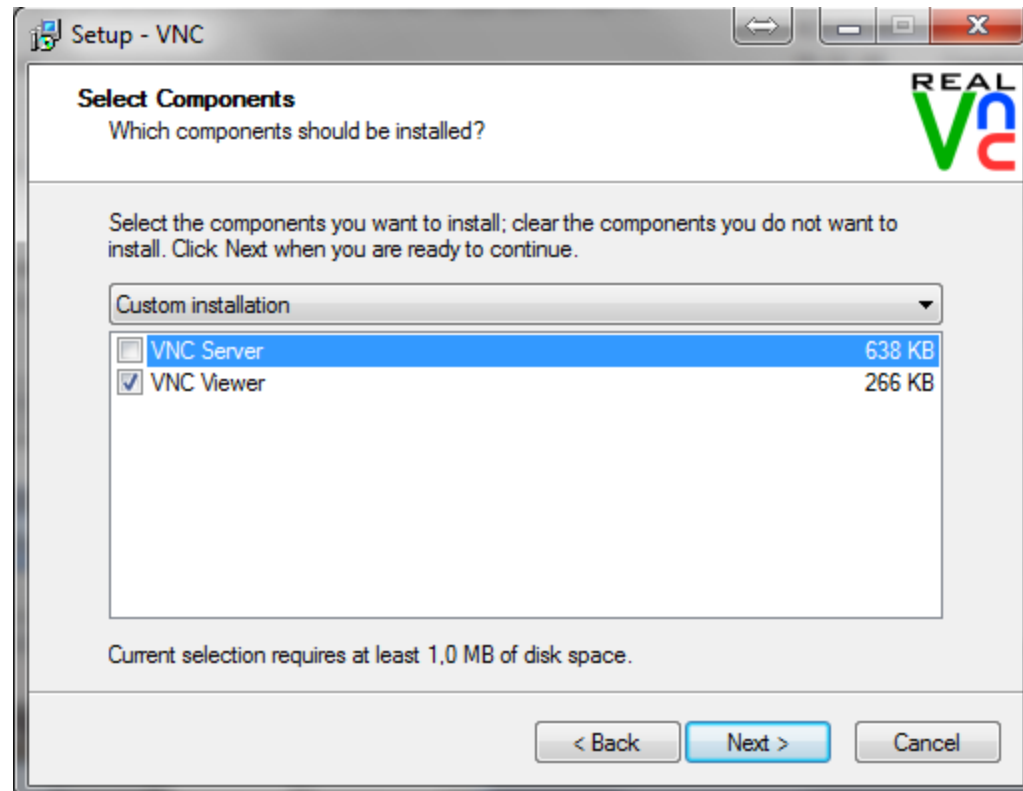 Setup - VNC
REAL
VNC
Select Components
Which components should be installed?
Select the components you want to install; clear the components you do not want to
install. Click Next when you are ready to continue.
Custom installation
VNC Server 638 KB
VNC Viewer 266 KB
Current selection requires at least 1,0 MB of disk space.
< Back Next > Cancel